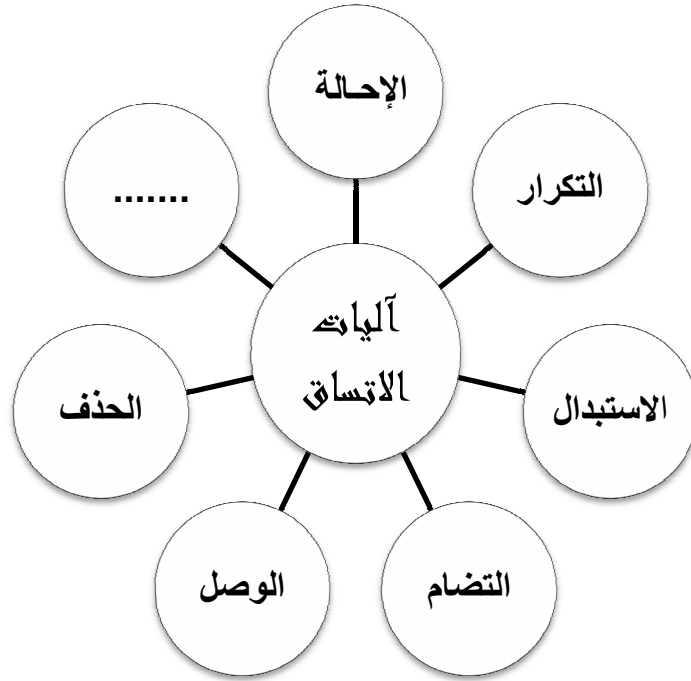 الإحالة
التكرار
.......
آليات
الاتساق
الاستبدال
الحذف
التضام
الوصل